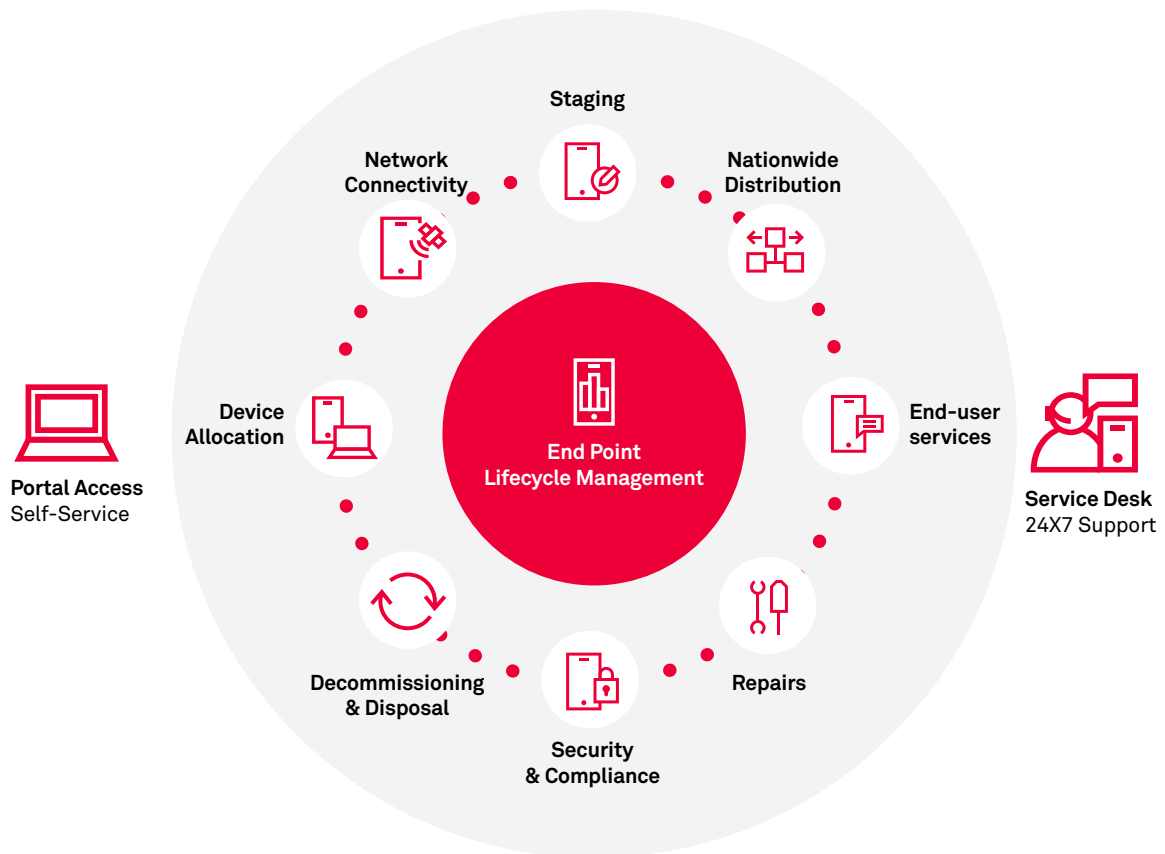 Staging
Network
Connectivity
Nationwide
Distribution
Device
Allocation
End Point
Lifecycle Management
End-user
services
Portal Access
Self-Service
Service Desk
24X7 Support
Decommissioning
& Disposal
Repairs
Security
& Compliance